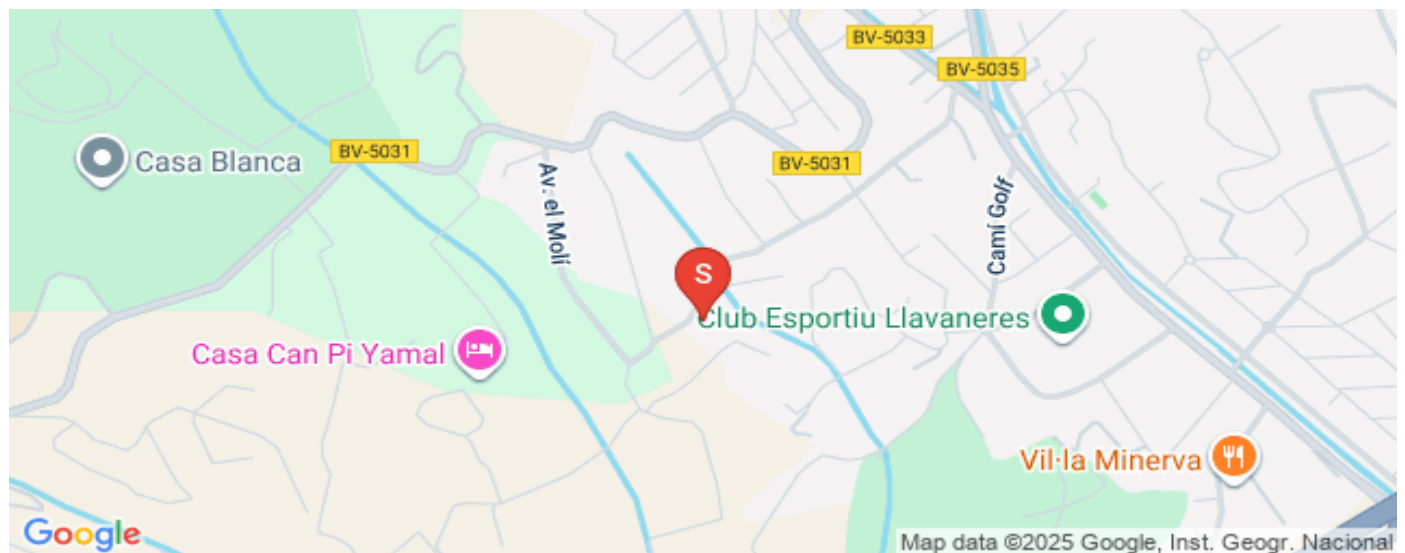 BV-5033
BV-5035
Casa Blanca
BV-5031
BV-5031
Av. el Molí
Camí Golf
S
Club Esportiu Llavaneres
Casa Can Pi Yamal
Vil·la Minerva
Google
Map data ©2025 Google, Inst. Geogr. Nacional